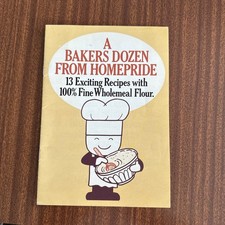 A
BAKERS DOZEN
FROM HOMEPRIDE
13 Exciting Recipes with
100% Fine Wholemeal Flour.